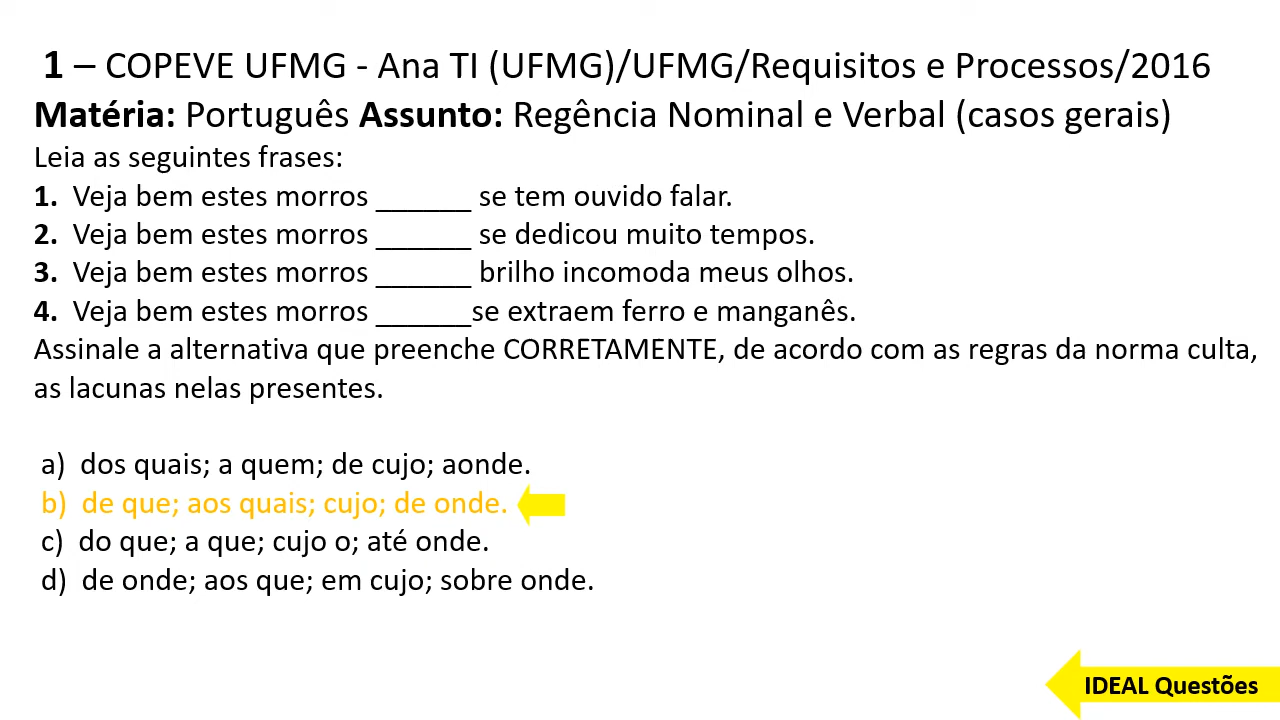 1 – COPEVE UFMG - Ana TI (UFMG)/UFMG/Requisitos e Processos/2016
Matéria: Português Assunto: Regência Nominal e Verbal (casos gerais)
Leia as seguintes frases:
1. Veja bem estes morros ______ se tem ouvido falar.
2. Veja bem estes morros ______ se dedicou muito tempos.
3. Veja bem estes morros ______ brilho incomoda meus olhos.
4. Veja bem estes morros ______se extraem ferro e manganês.
Assinale a alternativa que preenche CORRETAMENTE, de acordo com as regras da norma culta,
as lacunas nelas presentes.
a) dos quais; a quem; de cujo; aonde.
b) de que; aos quais; cujo; de onde.
c) do que; a que; cujo o; até onde.
d) de onde; aos que; em cujo; sobre onde.
IDEAL Questões